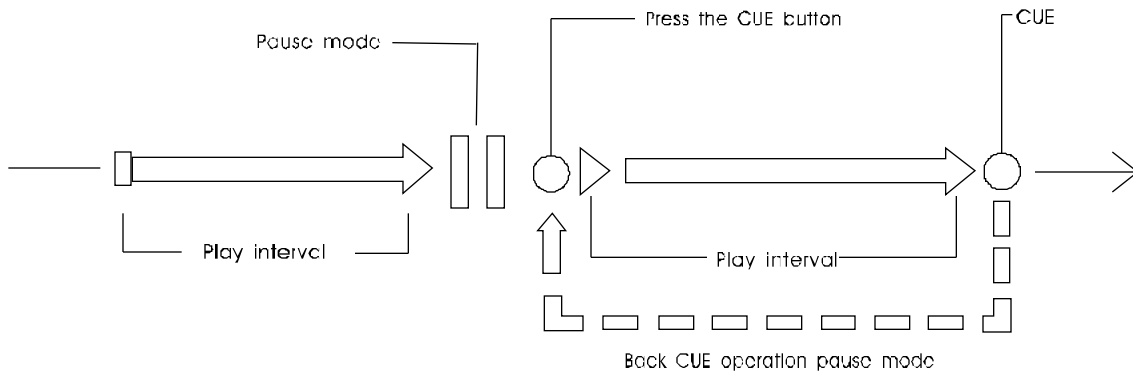 Press the CUE button
CUE
Pause mode
Play interval
Play interval
Back CUE operation pause mode